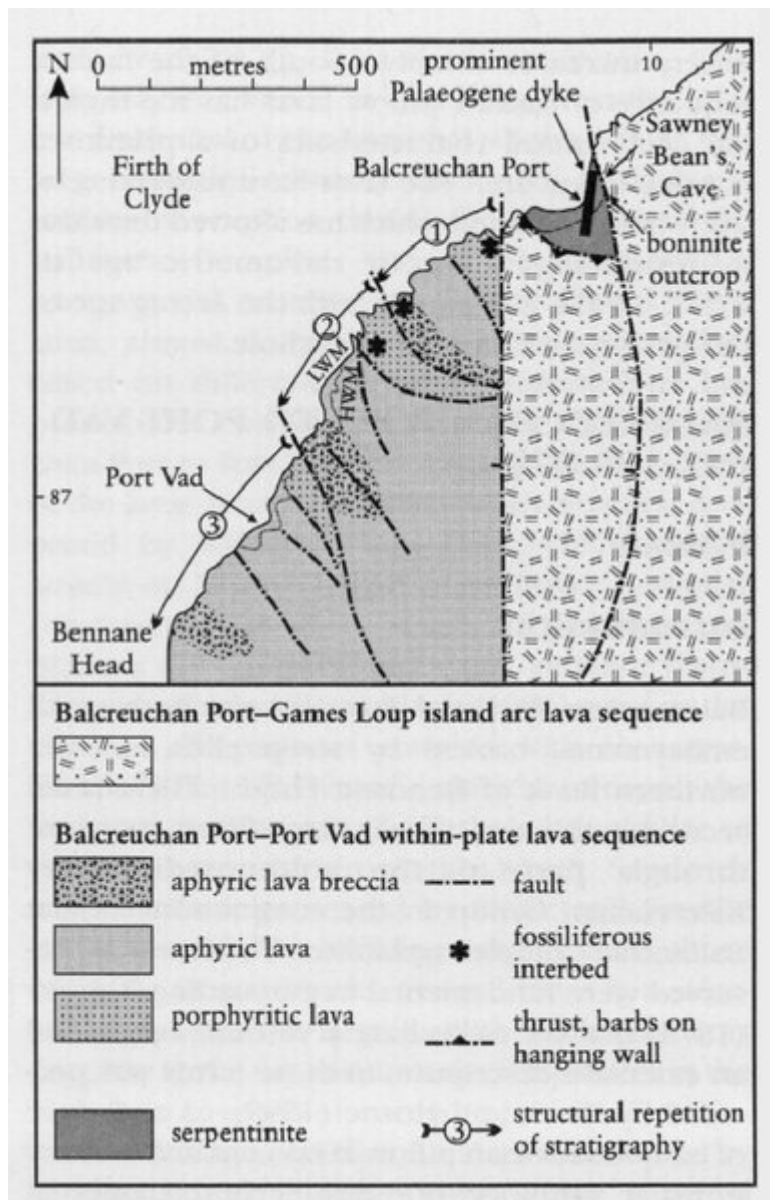 N
0 metres 500
prominent
Palaeogene dyke
10
Sawney
Bean's
Cave
Firth of
Clyde
Balcreuchan Port
boninite
outcrop
1
2
LWM
HWM
Port Vad
87
3
Bennane
Head
Balcreuchan Port–Games Loup island arc lava sequence
Balcreuchan Port–Port Vad within-plate lava sequence
aphyric lava breccia
fault
aphyric lava
fossiliferous
interbed
porphyritic lava
thrust, barbs on
hanging wall
serpentinite
3
structural repetition
of stratigraphy